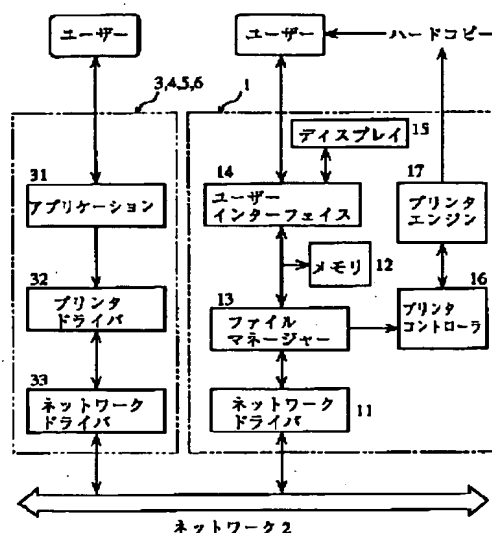 ユーザー
ユーザー
ハードコピー
3,4,5,6
1
ディスプレイ
15
31
アプリケーション
14
ユーザー
インターフェイス
17
プリンタ
エンジン
メモリ
12
32
プリンタ
ドライバ
13
ファイル
マネージャー
16
プリンタ
コントローラ
33
ネットワーク
ドライバ
ネットワーク
ドライバ
11
ネットワーク2